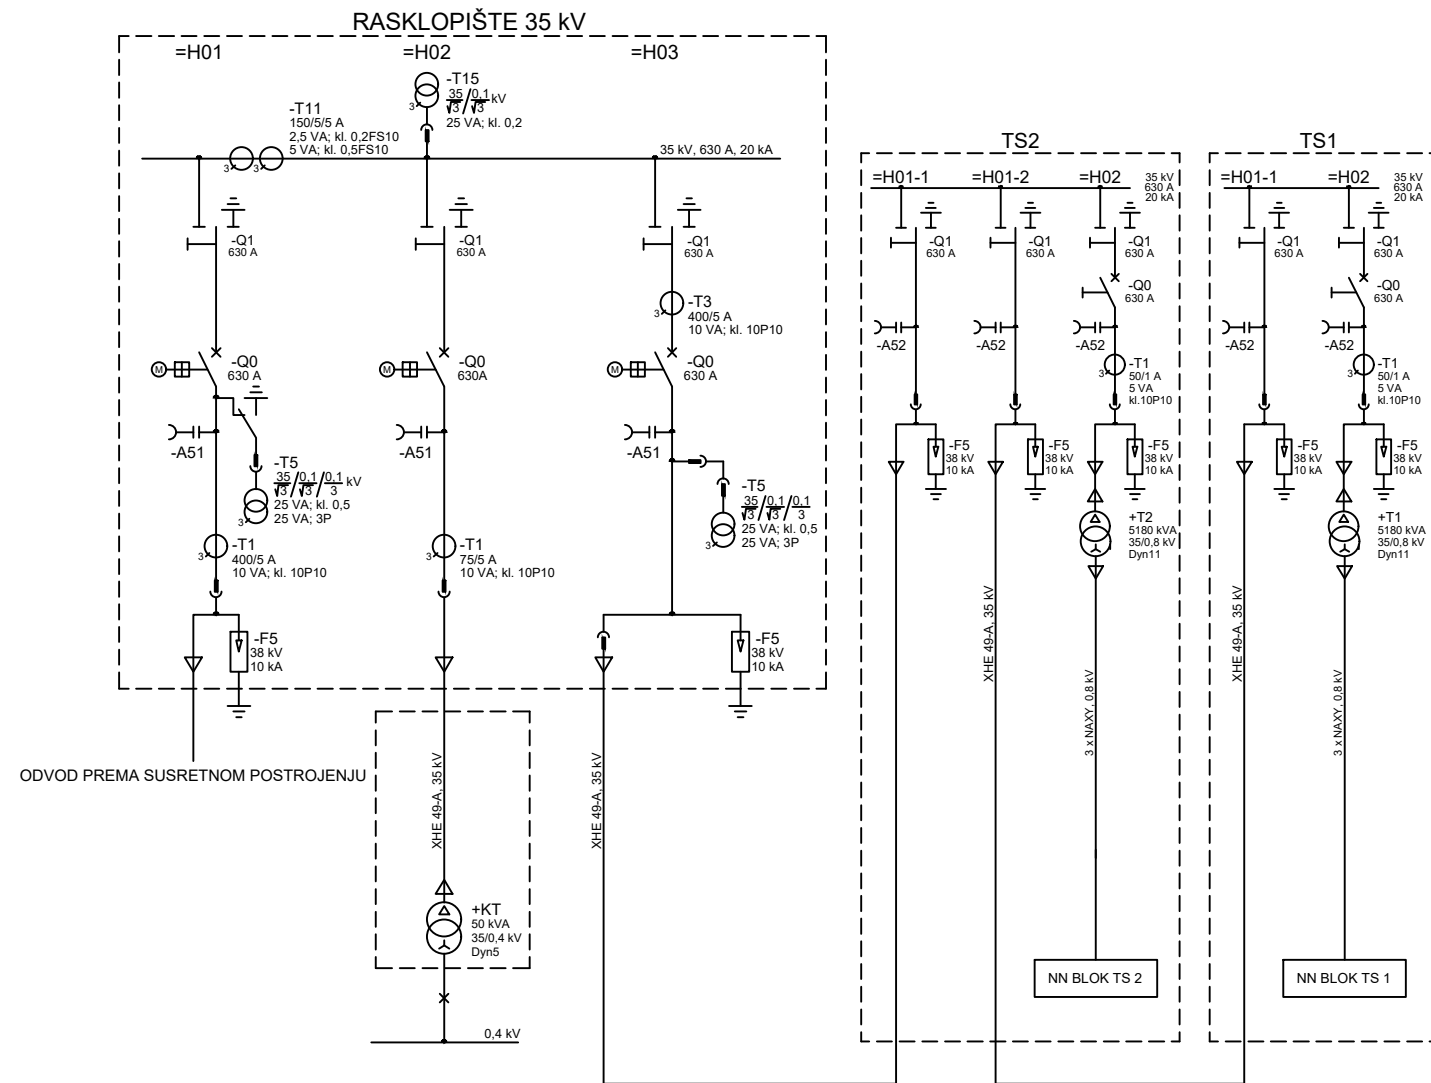 RASKLOPIŠTE 35 kV
=H01
=H02
=H03
-T15
35/√3 / 0,1/√3 kV
25 VA; kl. 0,2
3
-T11
150/5/5 A
2,5 VA; kl. 0,2FS10
5 VA; kl. 0,5FS10
3
3
35 kV, 630 A, 20 kA
-Q1
630 A
-Q1
630 A
-Q1
630 A
-T3
400/5 A
10 VA; kl. 10P10
3
M
-Q0
630 A
M
-Q0
630A
M
-Q0
630 A
-A51
-A51
-A51
-T5
35/√3 / 0,1/√3 / 0,1/3 kV
25 VA; kl. 0,5
25 VA; 3P
3
-T5
35/√3 / 0,1/√3 / 0,1/3
25 VA; kl. 0,5
25 VA; 3P
3
-T1
400/5 A
10 VA; kl. 10P10
3
-T1
75/5 A
10 VA; kl. 10P10
3
-F5
38 kV
10 kA
-F5
38 kV
10 kA
ODVOD PREMA SUSRETNOM POSTROJENJU
XHE 49-A, 35 kV
+KT
50 kVA
35/0,4 kV
Dyn5
0,4 kV
XHE 49-A, 35 kV
TS2
=H01-1
=H01-2
=H02
35 kV
630 A
20 kA
-Q1
630 A
-Q1
630 A
-Q1
630 A
-Q0
630 A
-A52
-A52
-A52
-T1
50/1 A
5 VA
kl.10P10
3
-F5
38 kV
10 kA
-F5
38 kV
10 kA
-F5
38 kV
10 kA
+T2
5180 kVA
35/0,8 kV
Dyn11
XHE 49-A, 35 kV
3 x NAXY, 0,8 kV
NN BLOK TS 2
TS1
=H01-1
=H02
35 kV
630 A
20 kA
-Q1
630 A
-Q1
630 A
-Q0
630 A
-A52
-A52
-T1
50/1 A
5 VA
kl.10P10
3
-F5
38 kV
10 kA
-F5
38 kV
10 kA
+T1
5180 kVA
35/0,8 kV
Dyn11
XHE 49-A, 35 kV
3 x NAXY, 0,8 kV
NN BLOK TS 1